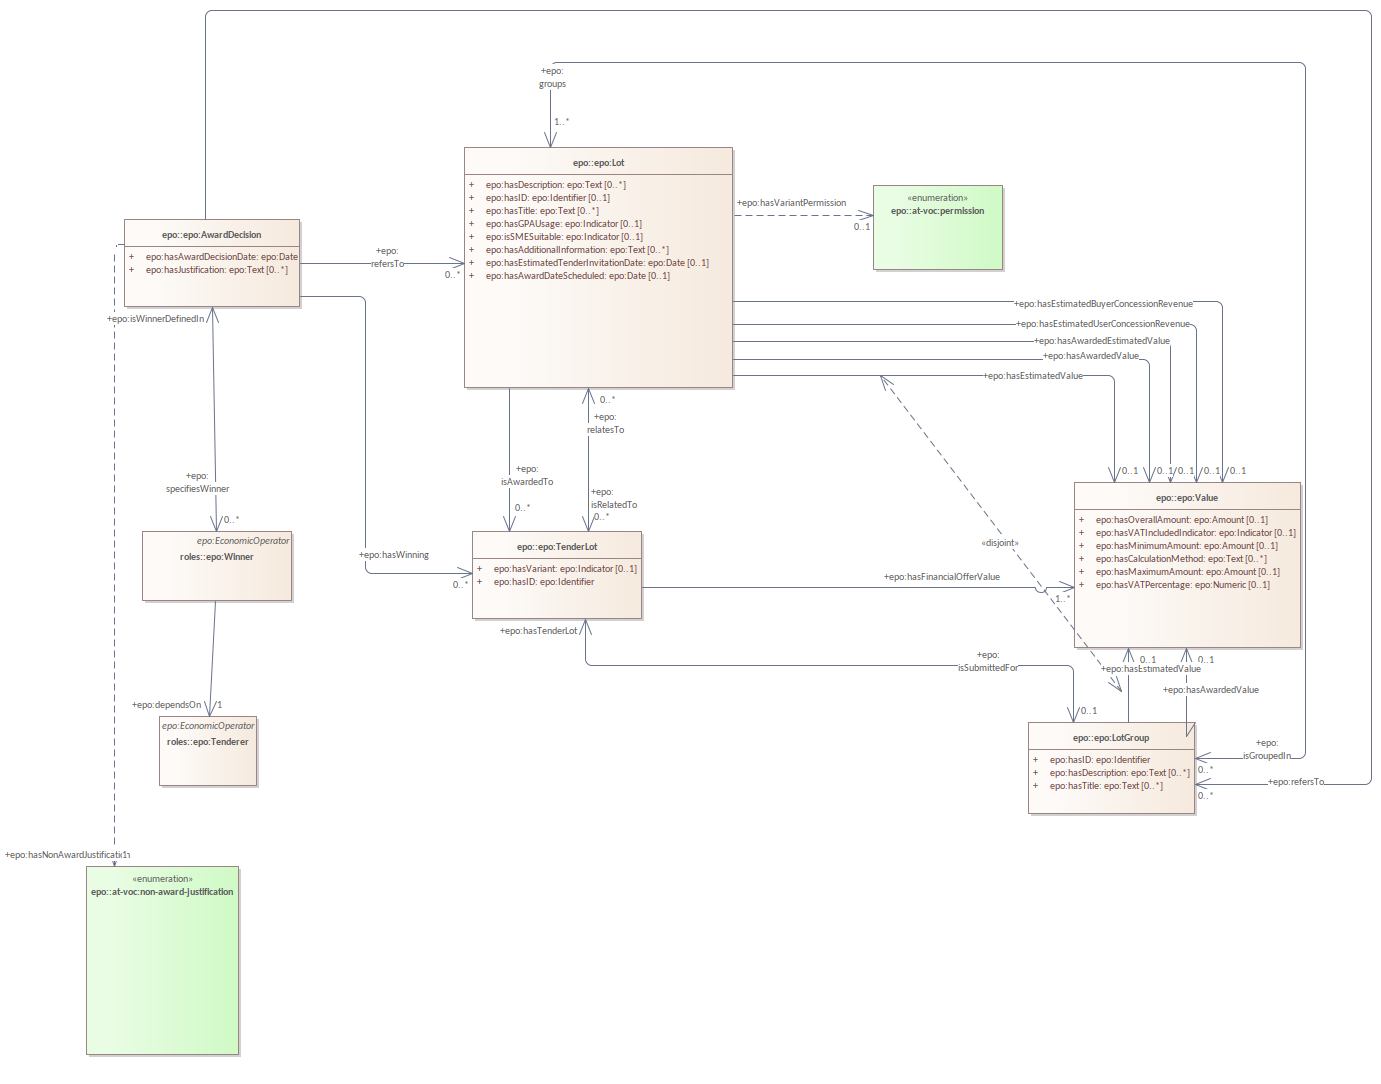 +epo:
groups
1..*
epo::epo:Lot
+ epo:hasDescription: epo:Text [0..*]
+ epo:hasID: epo:Identifier [0..1]
+ epo:hasTitle: epo:Text [0..*]
+ epo:hasGPAUsage: epo:Indicator [0..1]
+ epo:isSMESuitable: epo:Indicator [0..1]
+ epo:hasAdditionalInformation: epo:Text [0..*]
+ epo:hasEstimatedTenderInvitationDate: epo:Date [0..1]
+ epo:hasAwardDateScheduled: epo:Date [0..1]
+epo:hasVariantPermission
0..1
«enumeration»
epo::at-voc:permission
epo::epo:AwardDecision
+ epo:hasAwardDecisionDate: epo:Date
+ epo:hasJustification: epo:Text [0..*]
+epo:
refersTo
0..*
+epo:isWinnerDefinedIn
+epo:hasEstimatedBuyerConcessionRevenue
+epo:hasEstimatedUserConcessionRevenue
+epo:hasAwardedEstimatedValue
+epo:hasAwardedValue
+epo:hasEstimatedValue
0..*
+epo:
relatesTo
+epo:
isAwardedTo
0..*
+epo:
isRelatedTo
0..*
0..1
0..1
0..1
0..1
0..1
+epo:
specifiesWinner
0..*
epo:EconomicOperator
roles::epo:Winner
+epo:hasWinning
0..*
epo::epo:TenderLot
+ epo:hasVariant: epo:Indicator [0..1]
+ epo:hasID: epo:Identifier
epo::epo:Value
+ epo:hasOverallAmount: epo:Amount [0..1]
+ epo:hasVATIncludedIndicator: epo:Indicator [0..1]
+ epo:hasMinimumAmount: epo:Amount [0..1]
+ epo:hasCalculationMethod: epo:Text [0..*]
+ epo:hasMaximumAmount: epo:Amount [0..1]
+ epo:hasVATPercentage: epo:Numeric [0..1]
«disjoint»
+epo:hasFinancialOfferValue
1..*
+epo:hasTenderLot
+epo:
isSubmittedFor
0..1
0..1
+epo:hasEstimatedValue
0..1
+epo:hasAwardedValue
+epo:dependsOn
1
epo:EconomicOperator
roles::epo:Tenderer
epo::epo:LotGroup
+ epo:hasID: epo:Identifier
+ epo:hasDescription: epo:Text [0..*]
+ epo:hasTitle: epo:Text [0..*]
+epo:
isGroupedIn
0..*
+epo:refersTo
0..*
+epo:hasNonAwardJustification
«enumeration»
epo::at-voc:non-award-justification